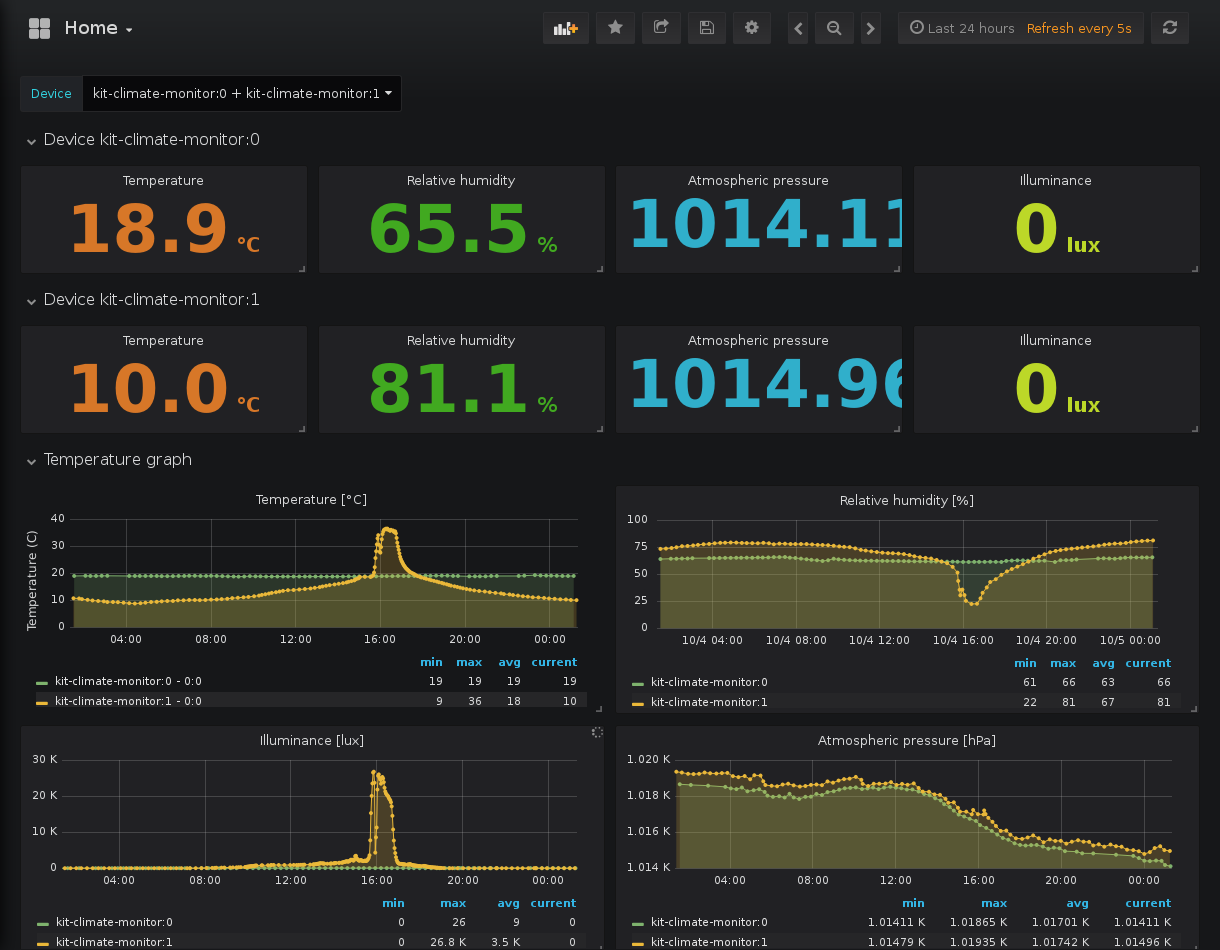 Home
Last 24 hours Refresh every 5s
Device kit-climate-monitor:0 + kit-climate-monitor:1
Device kit-climate-monitor:0
Temperature Relative humidity Atmospheric pressure Illuminance
18.9 °C 65.5 % 1014.11 0 lux
Device kit-climate-monitor:1
Temperature Relative humidity Atmospheric pressure Illuminance
10.0 °C 81.1 % 1014.96 0 lux
Temperature graph
Temperature [°C]
Temperature (C)
40
30
20
10
0
04:00 08:00 12:00 16:00 20:00 00:00
min max avg current
kit-climate-monitor:0 - 0:0 19 19 19 19
kit-climate-monitor:1 - 0:0 9 36 18 10
Relative humidity [%]
100
75
50
25
0
10/4 04:00 10/4 08:00 10/4 12:00 10/4 16:00 10/4 20:00 10/5 00:00
min max avg current
kit-climate-monitor:0 61 66 63 66
kit-climate-monitor:1 22 81 67 81
Illuminance [lux]
30 K
20 K
10 K
0
04:00 08:00 12:00 16:00 20:00 00:00
min max avg current
kit-climate-monitor:0 0 26 9 0
kit-climate-monitor:1 0 26.8 K 3.5 K 0
Atmospheric pressure [hPa]
1.020 K
1.018 K
1.016 K
1.014 K
04:00 08:00 12:00 16:00 20:00 00:00
min max avg current
kit-climate-monitor:0 1.01411 K 1.01865 K 1.01701 K 1.01411 K
kit-climate-monitor:1 1.01479 K 1.01935 K 1.01742 K 1.01496 K